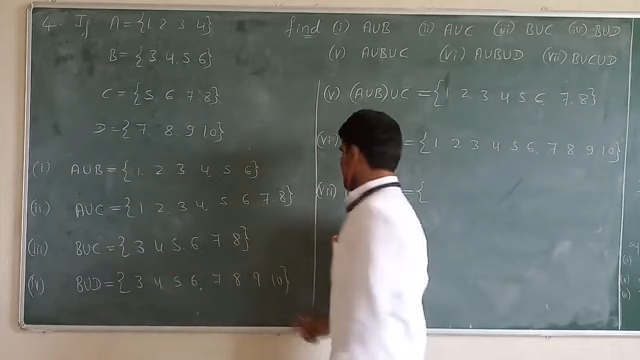 4. If A = {1 2 3 4} find (i) AUB (ii) AUC (iii) BUC (iv) BUD
B = {3. 4. 5 6} (v) AUBUC (vi) AUBUD (vii) BUCUD
C = {5. 6 7. 8}
D = {7. 8. 9 10}
(i) AUB = {1. 2 3 4. 5 6}
(ii) AUC = {1 2 3 4. 5 6. 7. 8}
(iii) BUC = {3 4 5. 6 7 8}
(iv) BUD = {3 4 5 6. 7 8 9 10}
(v) (AUB)UC = {1 2 3 4 5 6 7. 8}
(vi) = {1 2 3 4 5 6. 7 8 9 10}
(vii) = {